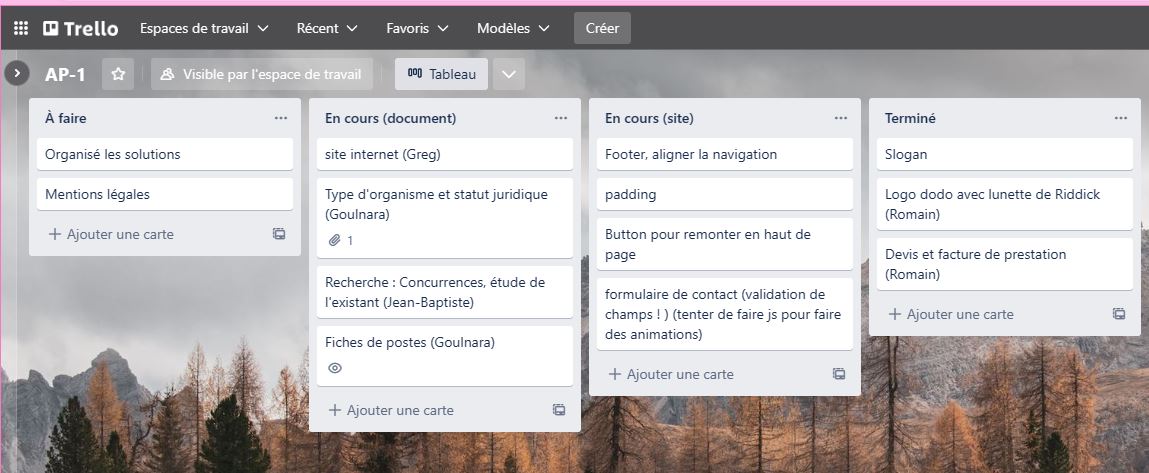 Trello Espaces de travail Récent Favoris Modèles Créer
AP-1 Visible par l'espace de travail Tableau
À faire
Organisé les solutions
Mentions légales
Ajouter une carte
En cours (document)
site internet (Greg)
Type d'organisme et statut juridique
(Goulnara)
1
Recherche : Concurrences, étude de
l'existant (Jean-Baptiste)
Fiches de postes (Goulnara)
Ajouter une carte
En cours (site)
Footer, aligner la navigation
padding
Button pour remonter en haut de
page
formulaire de contact (validation de
champs ! ) (tenter de faire js pour faire
des animations)
Ajouter une carte
Terminé
Slogan
Logo dodo avec lunette de Riddick
(Romain)
Devis et facture de prestation
(Romain)
Ajouter une carte